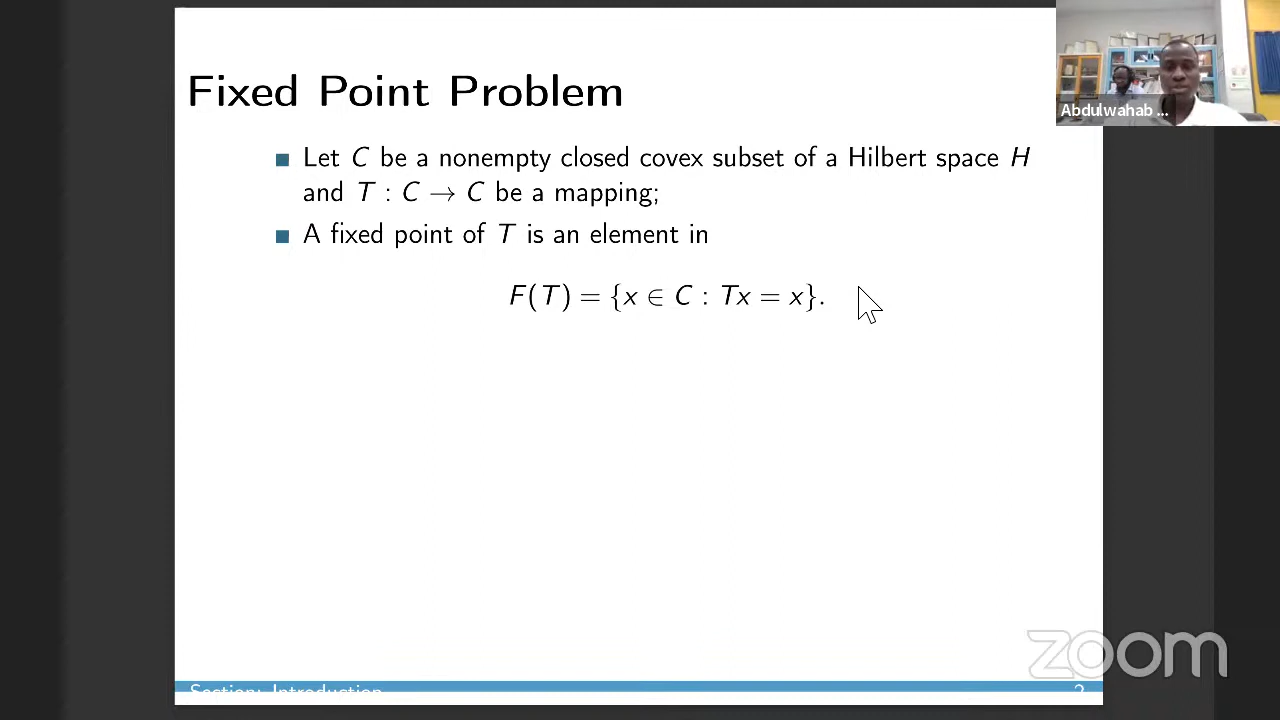 Fixed Point Problem
Let C be a nonempty closed covex subset of a Hilbert space H
and T : C → C be a mapping;
A fixed point of T is an element in
F(T) = {x ∈ C : Tx = x}.
Abdulwahab ...
zoom
Section: Introduction
2